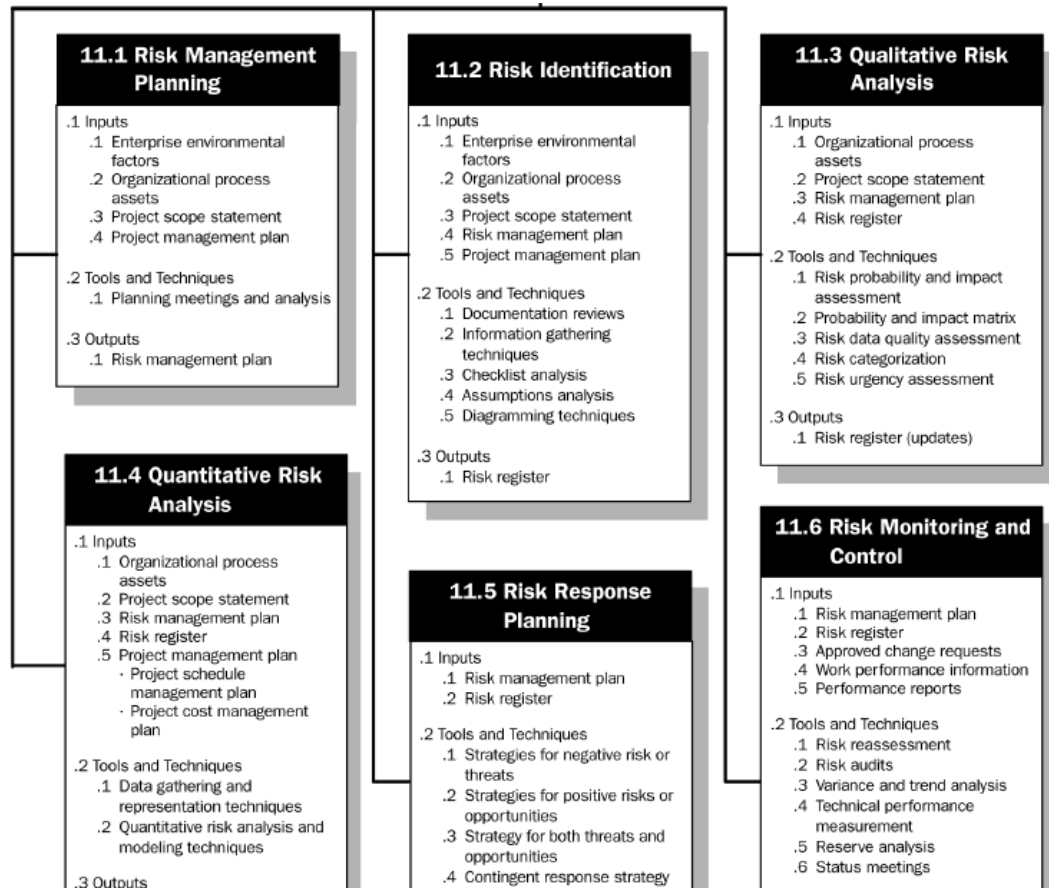 11.1 Risk Management
Planning
.1 Inputs
.1 Enterprise environmental
factors
.2 Organizational process
assets
.3 Project scope statement
.4 Project management plan
.2 Tools and Techniques
.1 Planning meetings and analysis
.3 Outputs
.1 Risk management plan
11.2 Risk Identification
.1 Inputs
.1 Enterprise environmental
factors
.2 Organizational process
assets
.3 Project scope statement
.4 Risk management plan
.5 Project management plan
.2 Tools and Techniques
.1 Documentation reviews
.2 Information gathering
techniques
.3 Checklist analysis
.4 Assumptions analysis
.5 Diagramming techniques
.3 Outputs
.1 Risk register
11.3 Qualitative Risk
Analysis
.1 Inputs
.1 Organizational process
assets
.2 Project scope statement
.3 Risk management plan
.4 Risk register
.2 Tools and Techniques
.1 Risk probability and impact
assessment
.2 Probability and impact matrix
.3 Risk data quality assessment
.4 Risk categorization
.5 Risk urgency assessment
.3 Outputs
.1 Risk register (updates)
11.4 Quantitative Risk
Analysis
.1 Inputs
.1 Organizational process
assets
.2 Project scope statement
.3 Risk management plan
.4 Risk register
.5 Project management plan
· Project schedule
management plan
· Project cost management
plan
.2 Tools and Techniques
.1 Data gathering and
representation techniques
.2 Quantitative risk analysis and
modeling techniques
.3 Outputs
11.5 Risk Response
Planning
.1 Inputs
.1 Risk management plan
.2 Risk register
.2 Tools and Techniques
.1 Strategies for negative risk or
threats
.2 Strategies for positive risks or
opportunities
.3 Strategy for both threats and
opportunities
.4 Contingent response strategy
11.6 Risk Monitoring and
Control
.1 Inputs
.1 Risk management plan
.2 Risk register
.3 Approved change requests
.4 Work performance information
.5 Performance reports
.2 Tools and Techniques
.1 Risk reassessment
.2 Risk audits
.3 Variance and trend analysis
.4 Technical performance
measurement
.5 Reserve analysis
.6 Status meetings